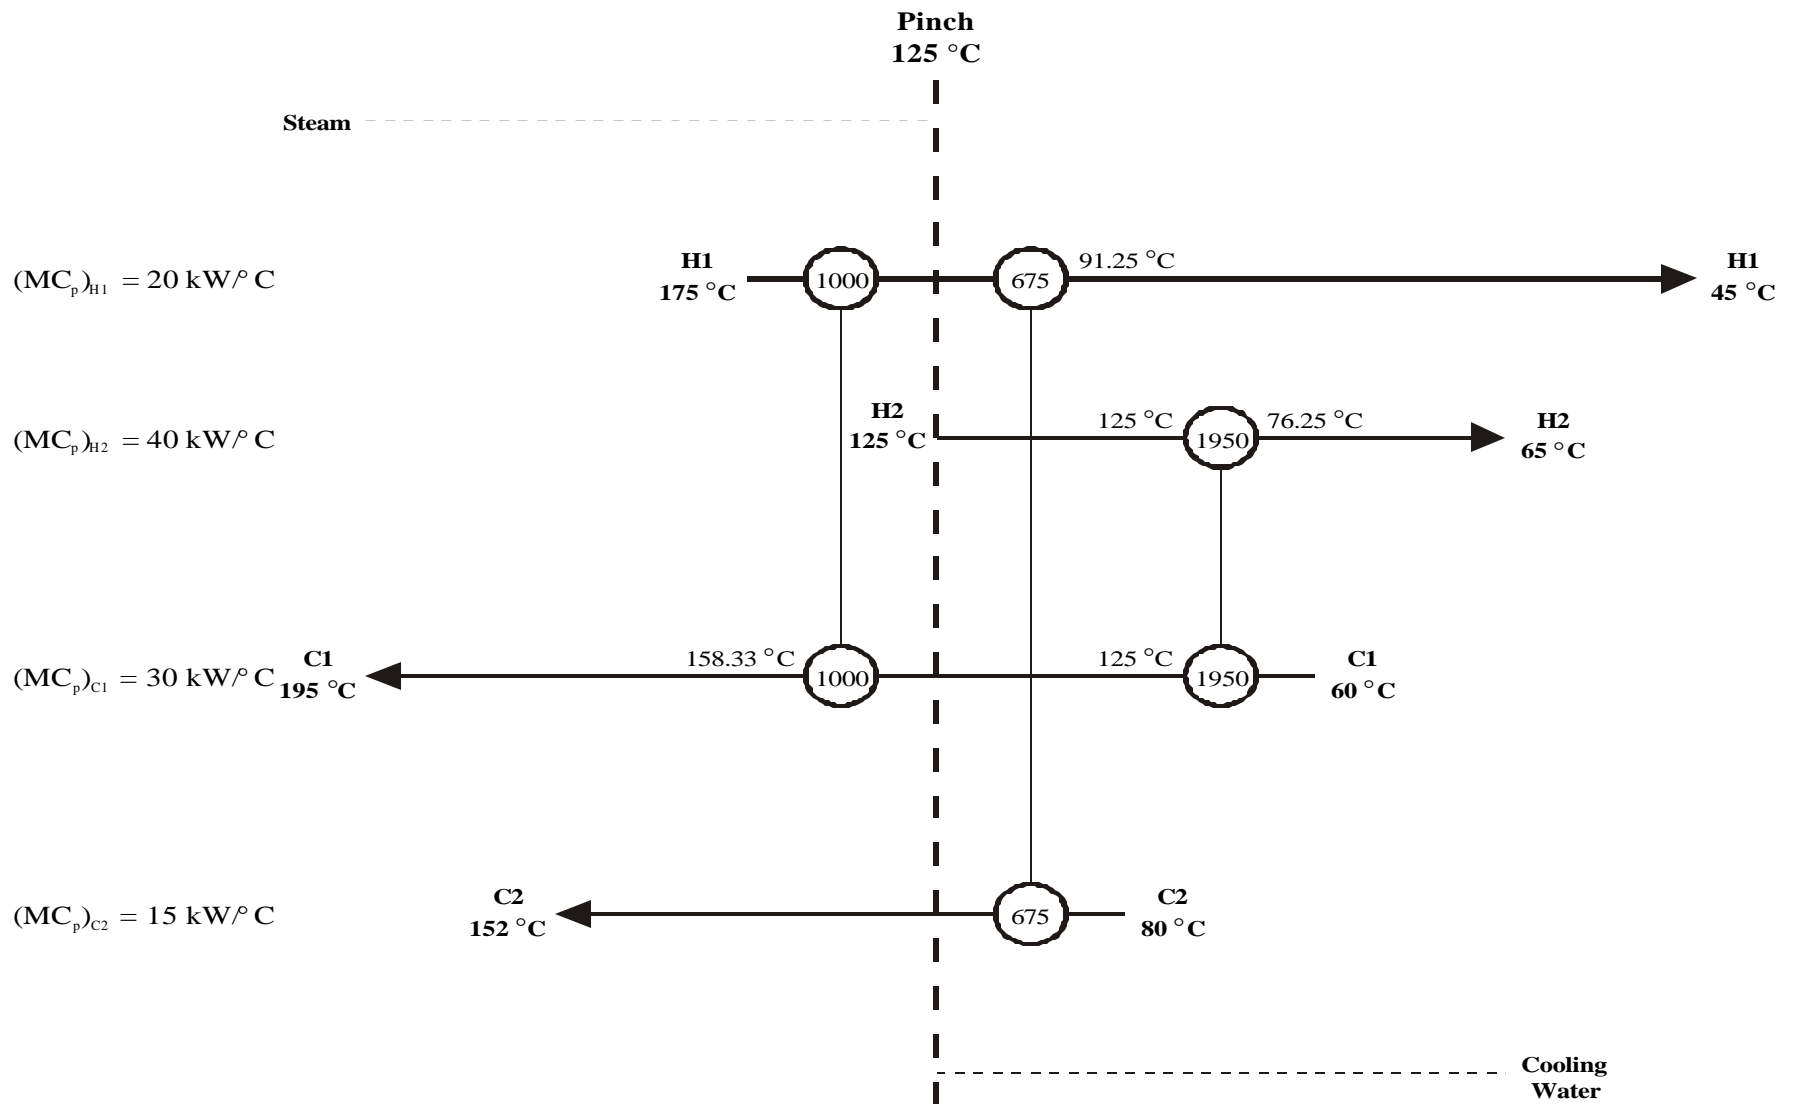 Pinch
125 °C
Steam
(MCp)H1 = 20 kW/° C
H1
175 °C
1000
675
91.25 °C
H1
45 °C
(MCp)H2 = 40 kW/° C
H2
125 °C
125 °C
1950
76.25 °C
H2
65 °C
(MCp)C1 = 30 kW/° C
C1
195 °C
158.33 °C
1000
125 °C
1950
C1
60 °C
(MCp)C2 = 15 kW/° C
C2
152 °C
675
C2
80 °C
Cooling
Water